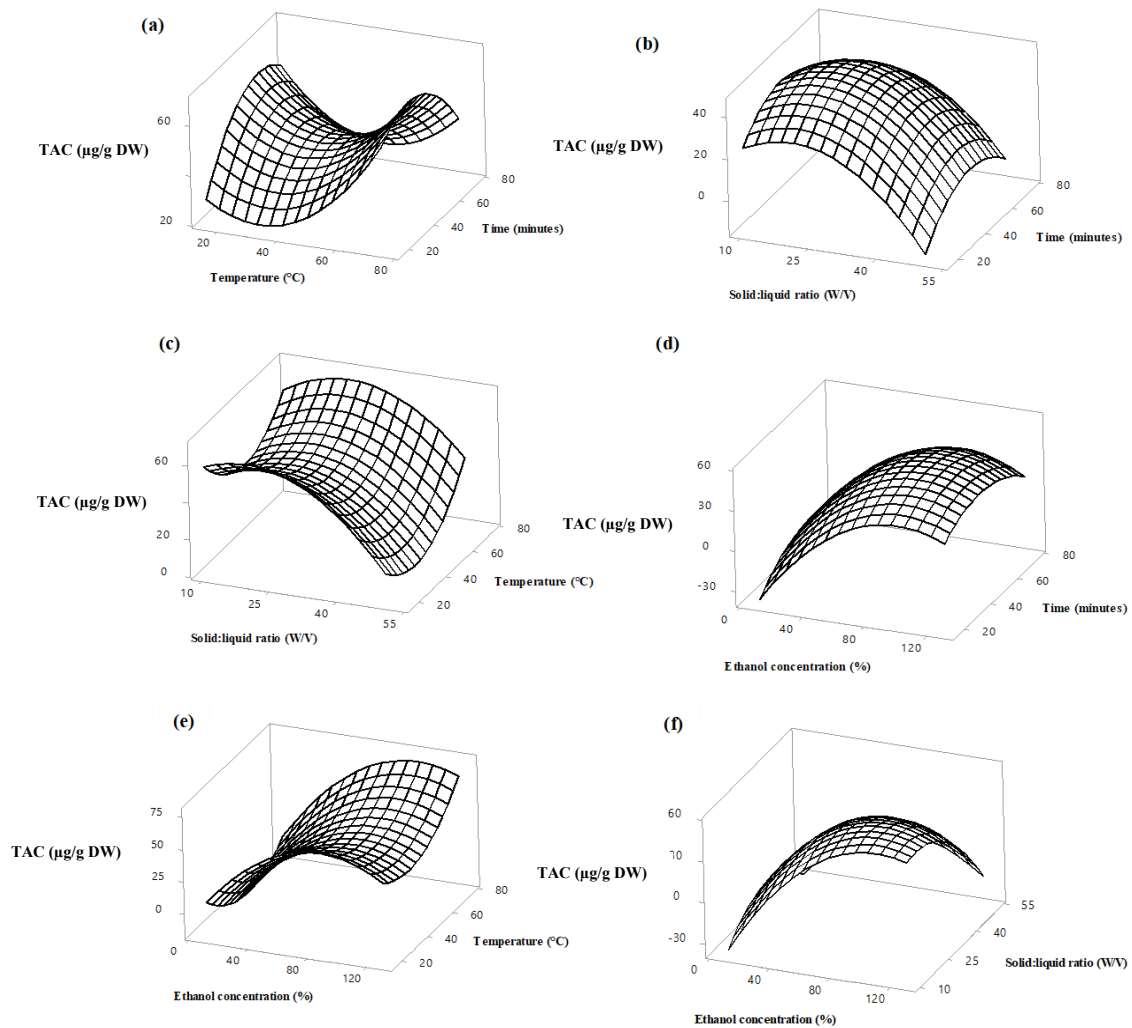 (a)
60
20
TAC (µg/g DW)
20
40
60
80
Temperature (°C)
20
40
60
80
Time (minutes)
(b)
40
20
0
TAC (µg/g DW)
10
25
40
55
Solid:liquid ratio (W/V)
20
40
60
80
Time (minutes)
(c)
60
40
20
0
TAC (µg/g DW)
10
25
40
55
Solid:liquid ratio (W/V)
20
40
60
80
Temperature (°C)
(d)
60
30
0
-30
TAC (µg/g DW)
0
40
80
120
Ethanol concentration (%)
20
40
60
80
Time (minutes)
(e)
75
50
25
0
TAC (µg/g DW)
0
40
80
120
Ethanol concentration (%)
20
40
60
80
Temperature (°C)
(f)
60
30
0
-30
TAC (µg/g DW)
0
40
80
120
Ethanol concentration (%)
10
25
40
55
Solid:liquid ratio (W/V)